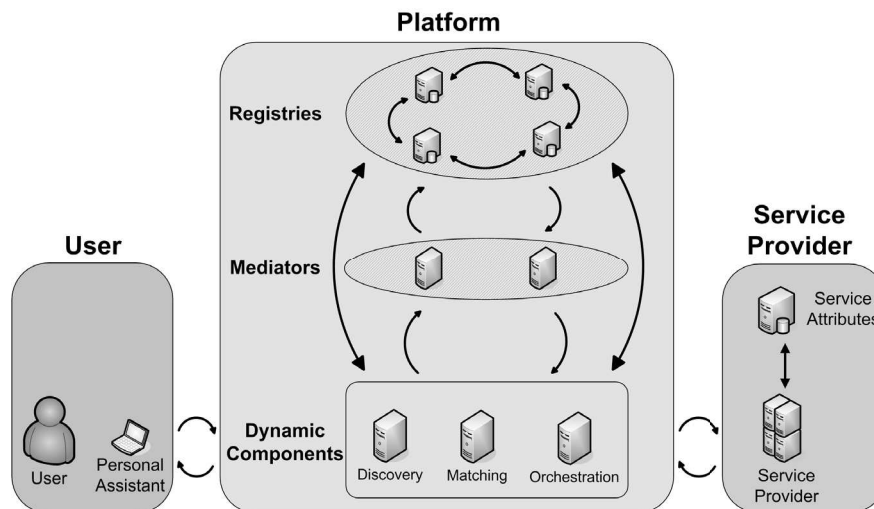 Platform
Registries
Mediators
Dynamic
Components
Discovery
Matching
Orchestration
User
User
Personal
Assistant
Service
Provider
Service
Attributes
Service
Provider